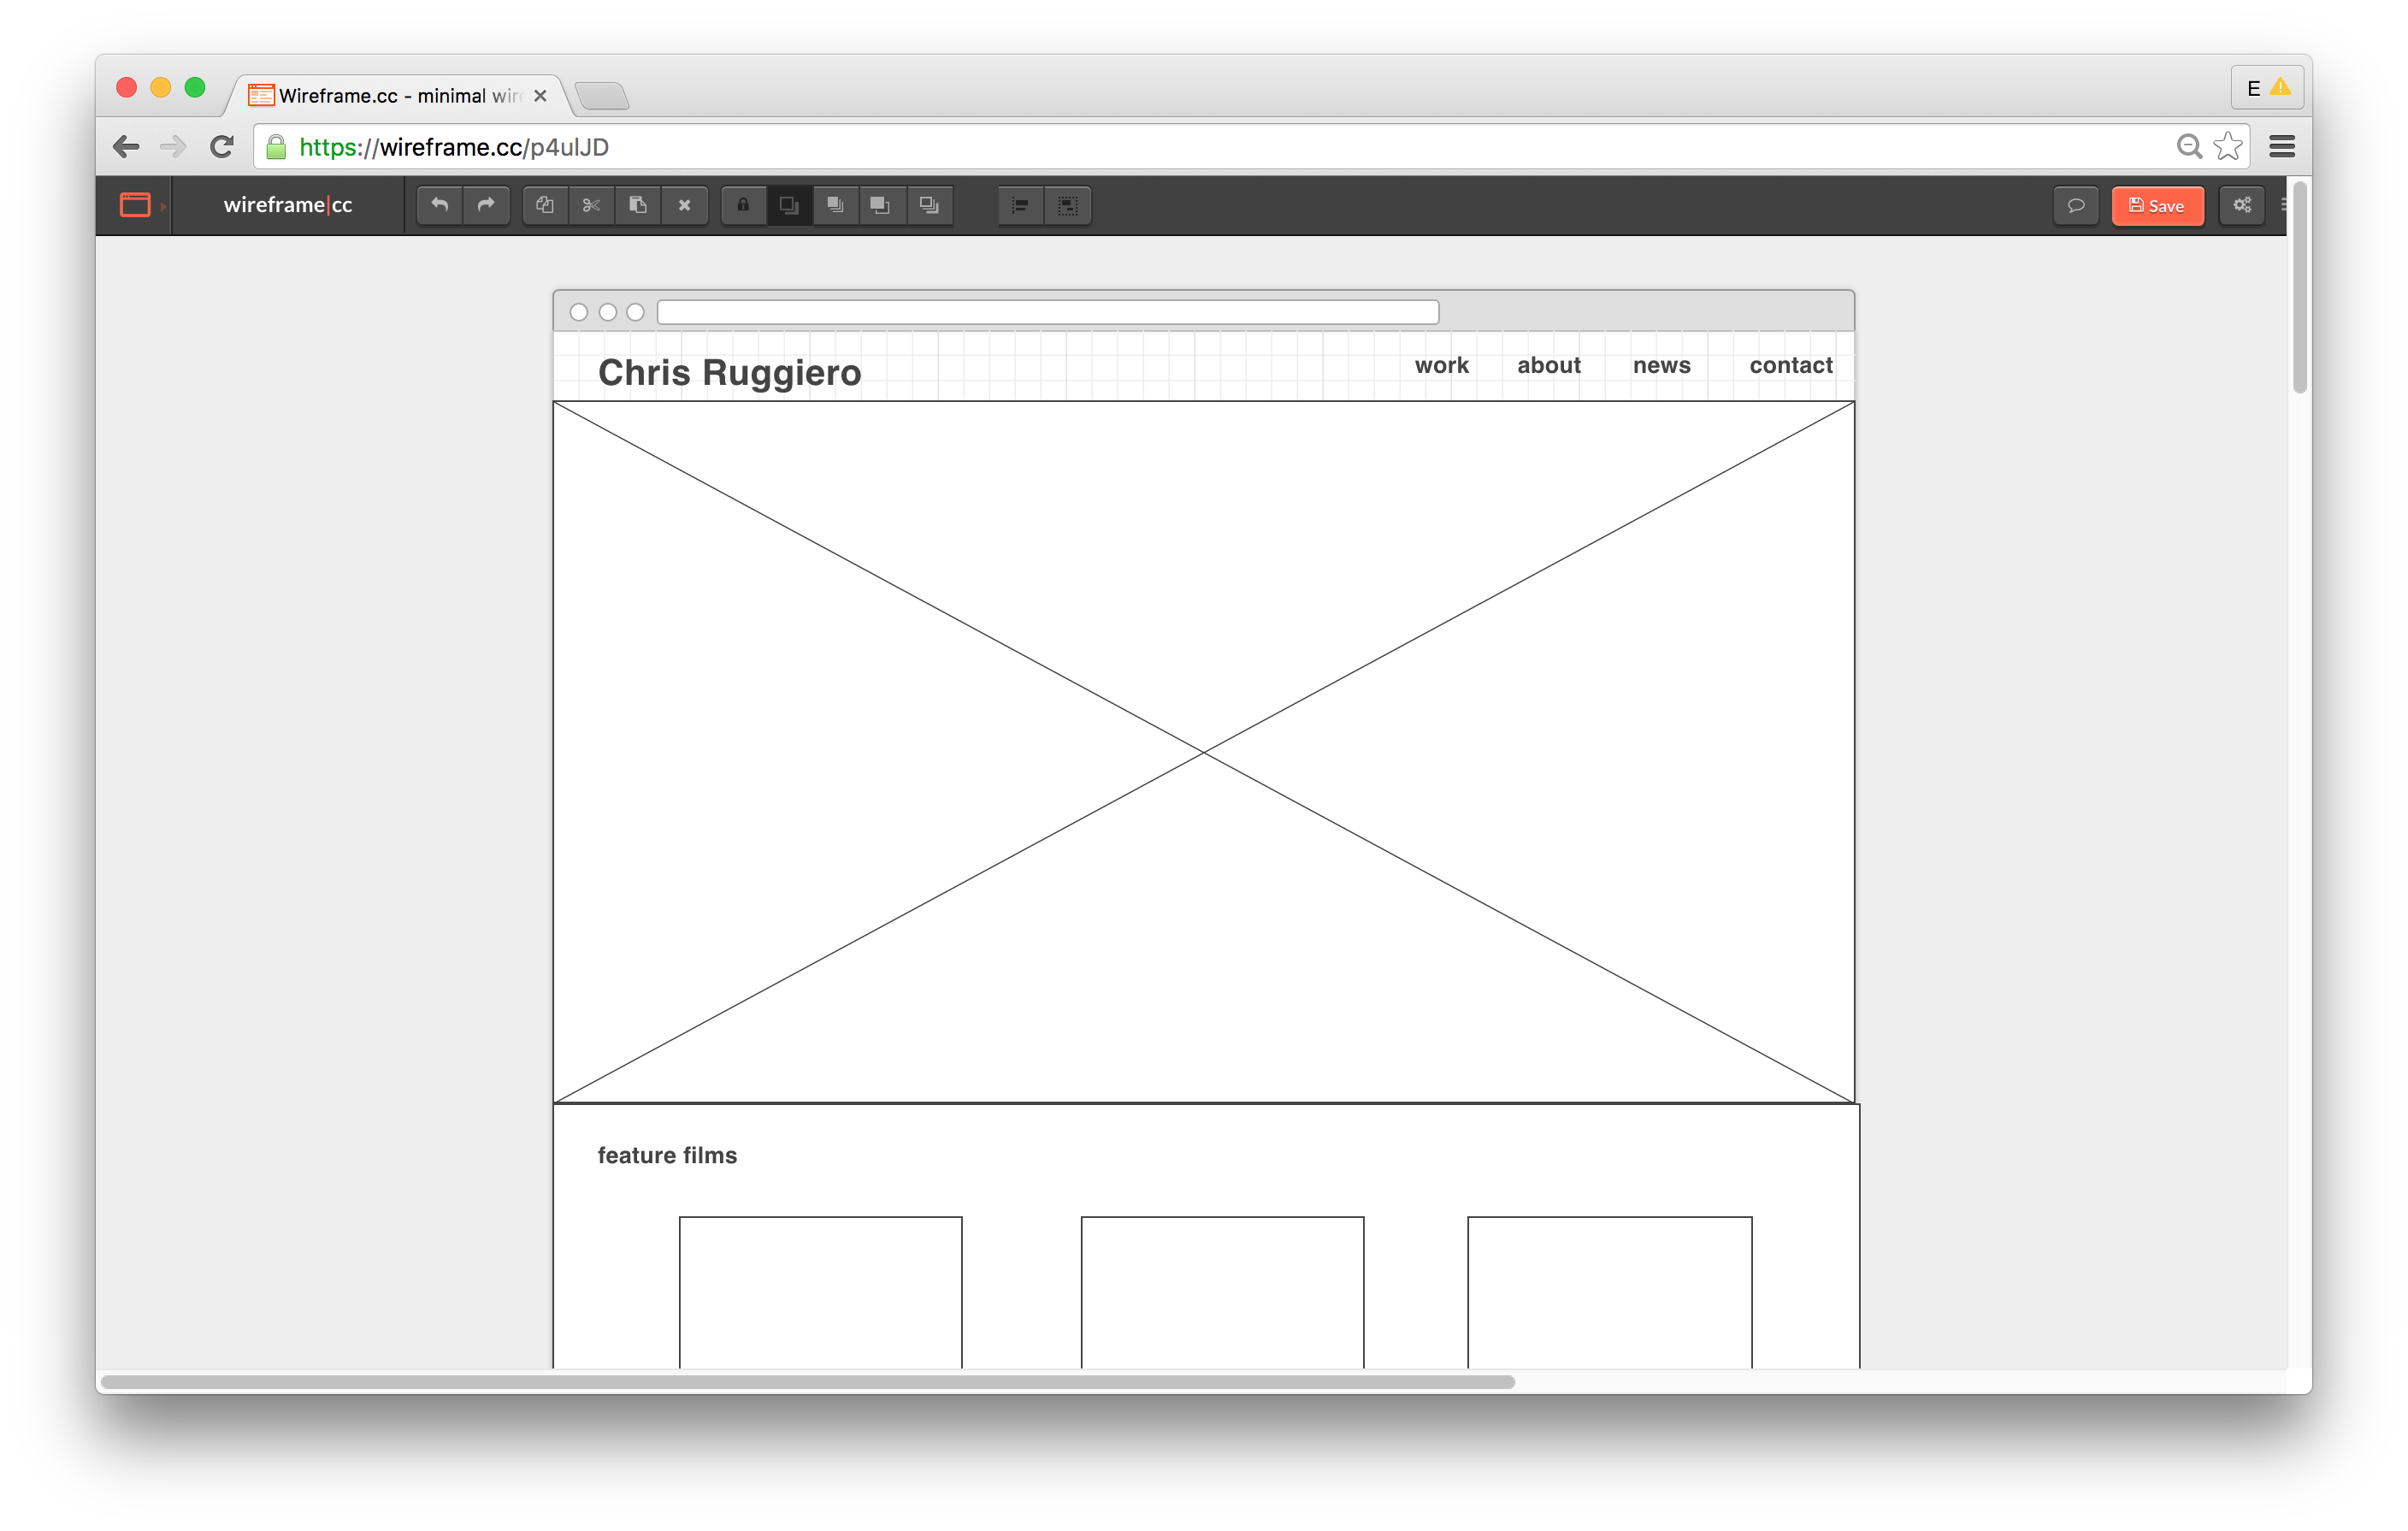 Wireframe.cc - minimal wir
E
https://wireframe.cc/p4ulJD
wireframe|cc
Save
Chris Ruggiero
work about news contact
feature films